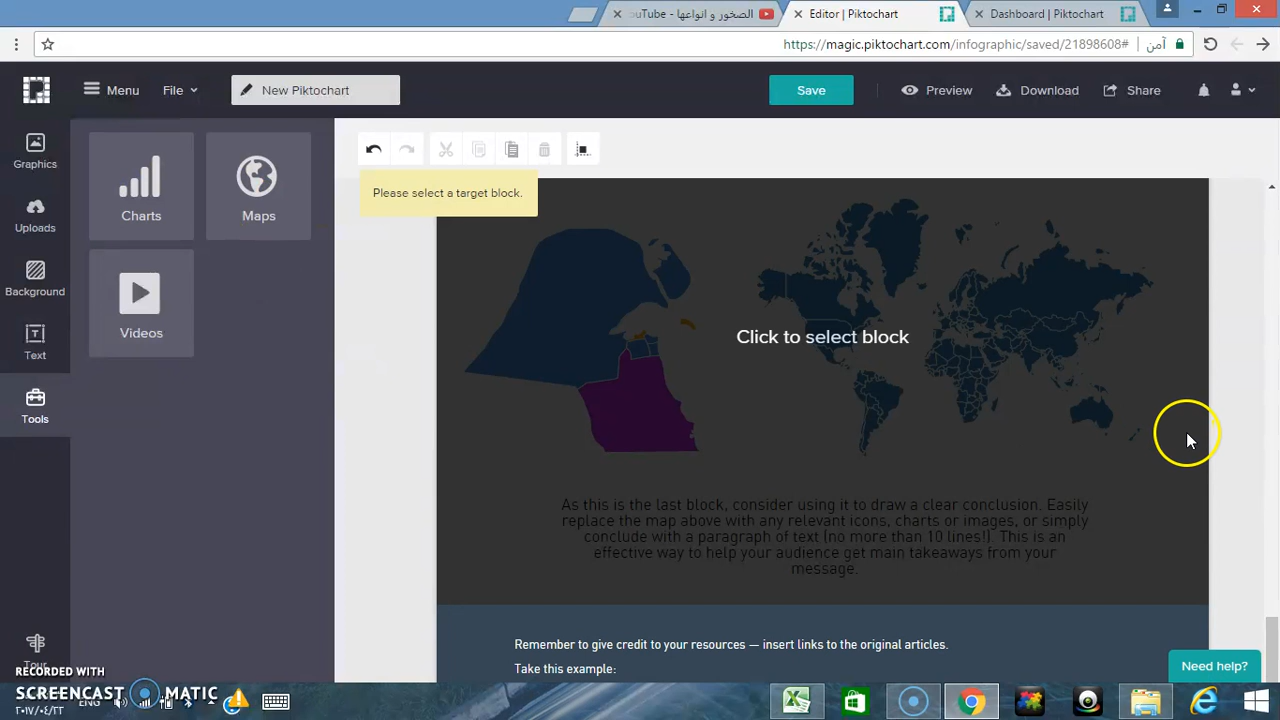 الصخور و انواعها - YouTube
Editor | Piktochart
Dashboard | Piktochart
https://magic.piktochart.com/infographic/saved/21898608#
آمن
Menu
File
New Piktochart
Save
Preview
Download
Share
Graphics
Uploads
Background
Text
Tools
Tour
Charts
Maps
Videos
Please select a target block.
Click to select block
As this is the last block, consider using it to draw a clear conclusion. Easily
replace the map above with any relevant icons, charts or images, or simply
conclude with a paragraph of text (no more than 10 lines!). This is an
effective way to help your audience get main takeaways from your
message.
Remember to give credit to your resources — insert links to the original articles.
Take this example:
Need help?
RECORDED WITH
SCREENCAST MATIC
ENG
٢٠١٧/٠٤/٢٢